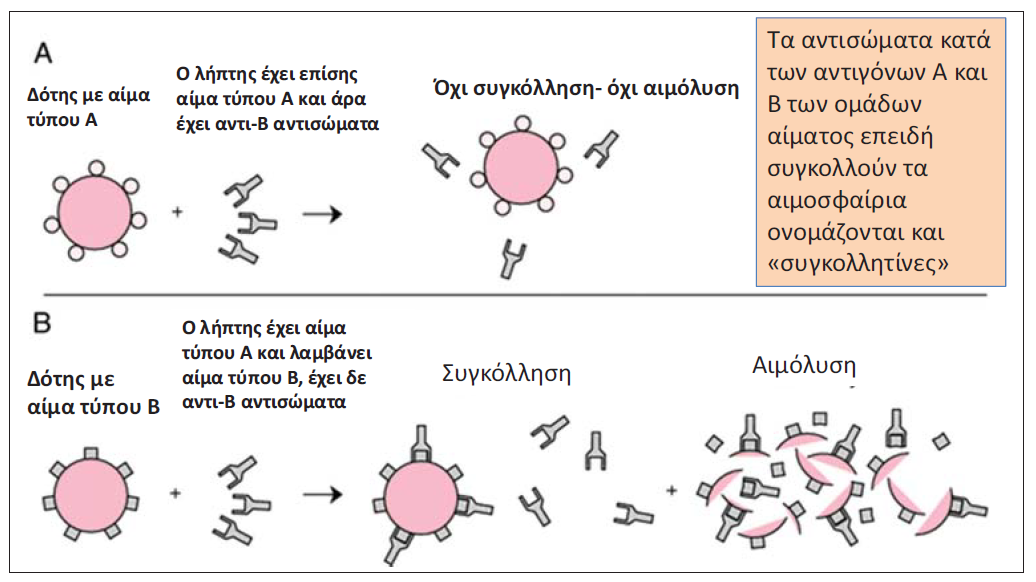 A
Δότης με αίμα
τύπου Α
Ο λήπτης έχει επίσης
αίμα τύπου Α και άρα
έχει αντι-Β αντισώματα
Όχι συγκόλληση- όχι αιμόλυση
+
Τα αντισώματα κατά
των αντιγόνων Α και
Β των ομάδων
αίματος επειδή
συγκολλούν τα
αιμοσφαίρια
ονομάζονται και
«συγκολλητίνες»
B
Δότης με
αίμα τύπου Β
Ο λήπτης έχει αίμα
τύπου Α και λαμβάνει
αίμα τύπου Β, έχει δε
αντι-Β αντισώματα
Συγκόλληση
Αιμόλυση
+
+